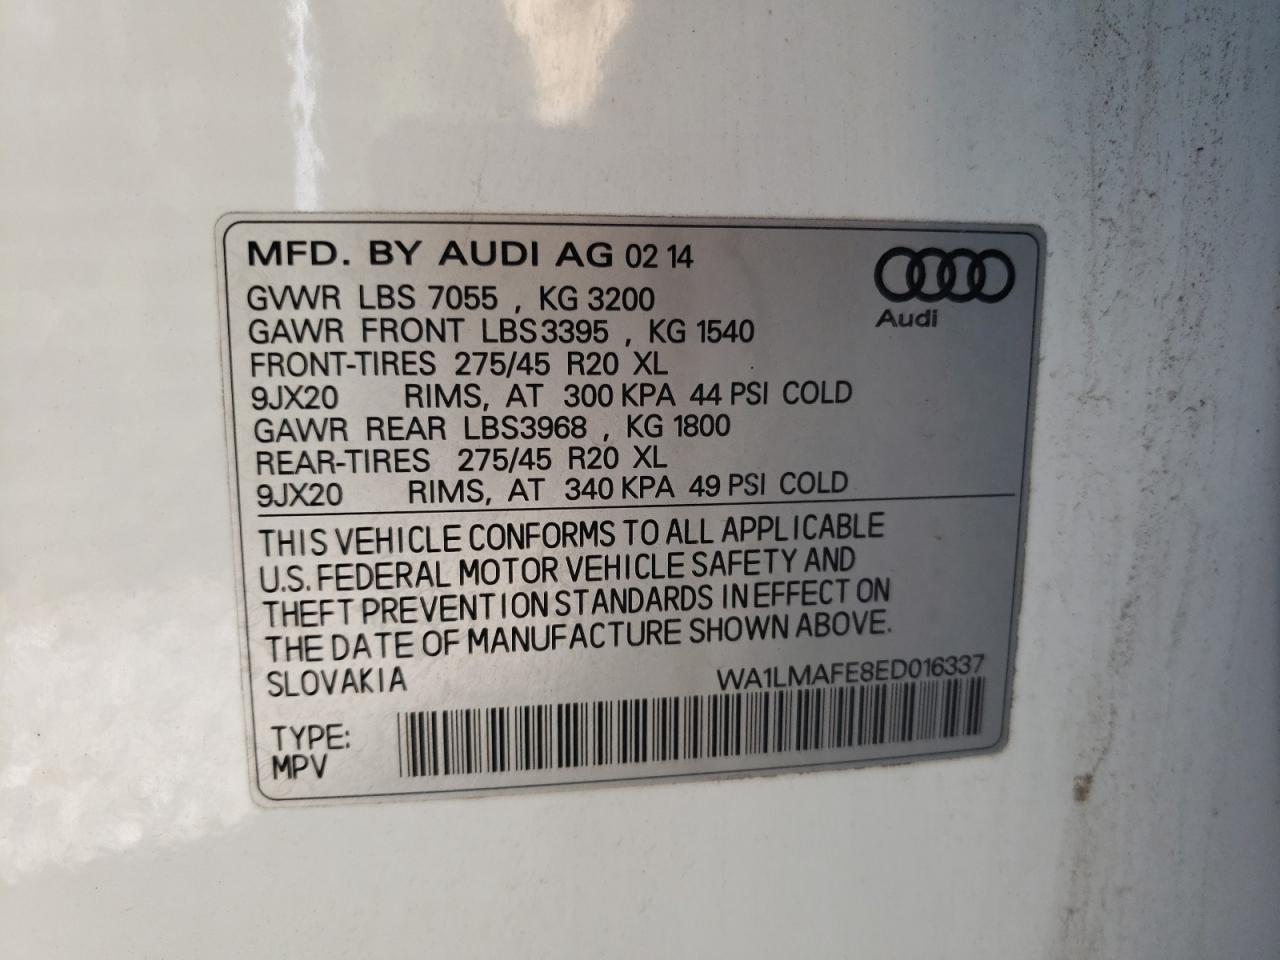 MFD. BY AUDI AG 02 14
Audi
GVWR LBS 7055 , KG 3200
GAWR FRONT LBS3395 , KG 1540
FRONT-TIRES 275/45 R20 XL
9JX20 RIMS, AT 300 KPA 44 PSI COLD
GAWR REAR LBS3968 , KG 1800
REAR-TIRES 275/45 R20 XL
9JX20 RIMS, AT 340 KPA 49 PSI COLD
THIS VEHICLE CONFORMS TO ALL APPLICABLE
U.S. FEDERAL MOTOR VEHICLE SAFETY AND
THEFT PREVENTION STANDARDS IN EFFECT ON
THE DATE OF MANUFACTURE SHOWN ABOVE.
SLOVAKIA WA1LMAFE8ED016337
TYPE:
MPV